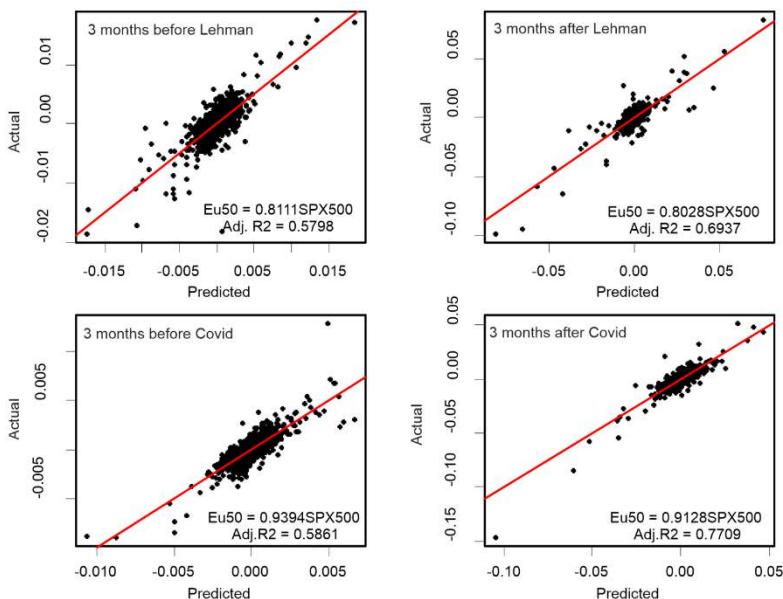 3 months before Lehman
Actual
0.01
0.00
-0.01
-0.02
Eu50 = 0.8111SPX500
Adj. R2 = 0.5798
-0.015
-0.005
0.005
0.015
Predicted
3 months after Lehman
Actual
0.05
0.00
-0.05
-0.10
Eu50 = 0.8028SPX500
Adj. R2 = 0.6937
-0.05
0.00
0.05
Predicted
3 months before Covid
Actual
0.005
-0.005
Eu50 = 0.9394SPX500
Adj.R2 = 0.5861
-0.010
-0.005
0.000
0.005
Predicted
3 months after Covid
Actual
0.05
0.00
-0.05
-0.10
-0.15
Eu50 = 0.9128SPX500
Adj.R2 = 0.7709
-0.10
-0.05
0.00
0.05
Predicted